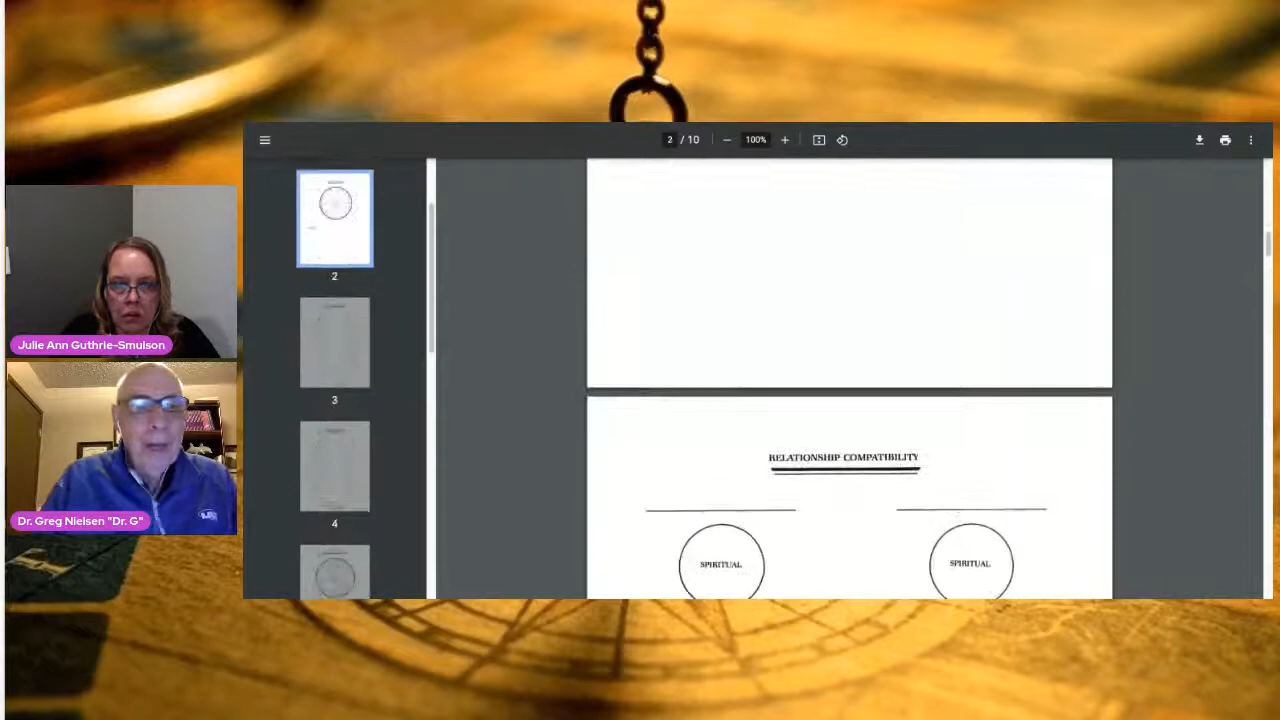 2 / 10
100%
2
3
4
RELATIONSHIP COMPATIBILITY
SPIRITUAL
SPIRITUAL
Julie Ann Guthrie-Smulson
Dr. Greg Nielsen "Dr. G"